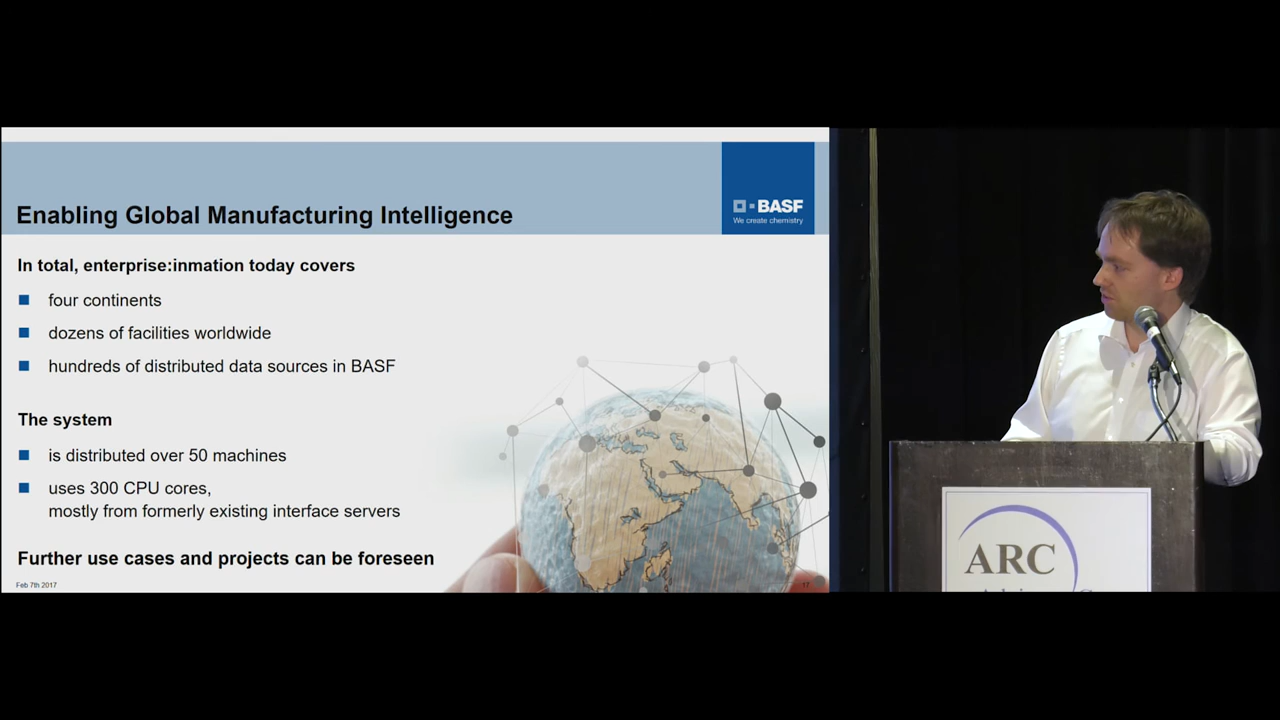 Enabling Global Manufacturing Intelligence
BASF
We create chemistry
In total, enterprise:inmation today covers
four continents
dozens of facilities worldwide
hundreds of distributed data sources in BASF
The system
is distributed over 50 machines
uses 300 CPU cores,
mostly from formerly existing interface servers
Further use cases and projects can be foreseen
Feb 7th 2017
17
ARC